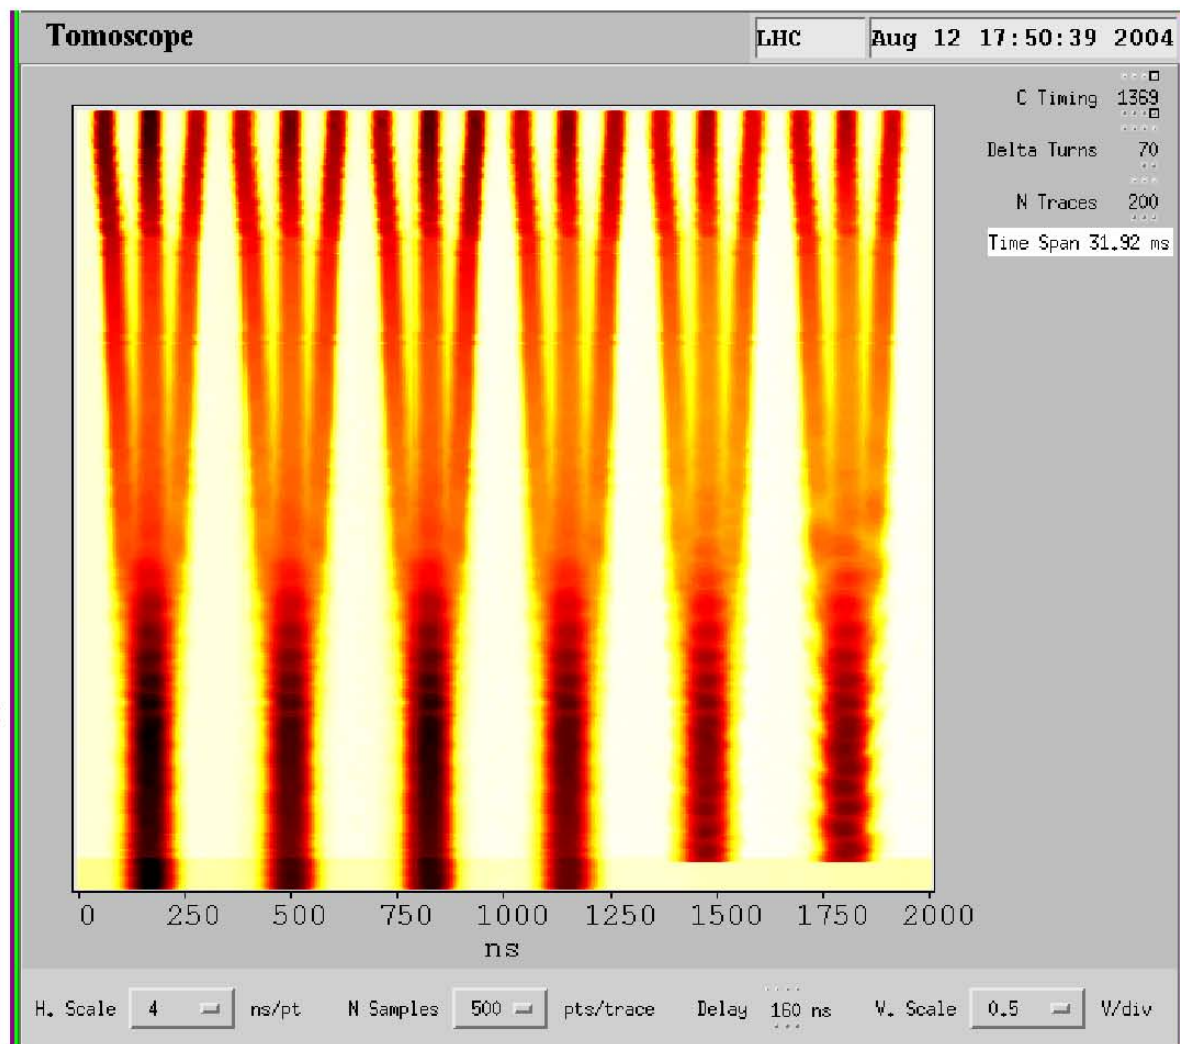 Tomoscope LHC Aug 12 17:50:39 2004
C Timing 1369
Delta Turns 70
N Traces 200
Time Span 31.92 ms
0 250 500 750 1000 1250 1500 1750 2000
ns
H. Scale 4 ns/pt N Samples 500 pts/trace Delay 160 ns V. Scale 0.5 V/div